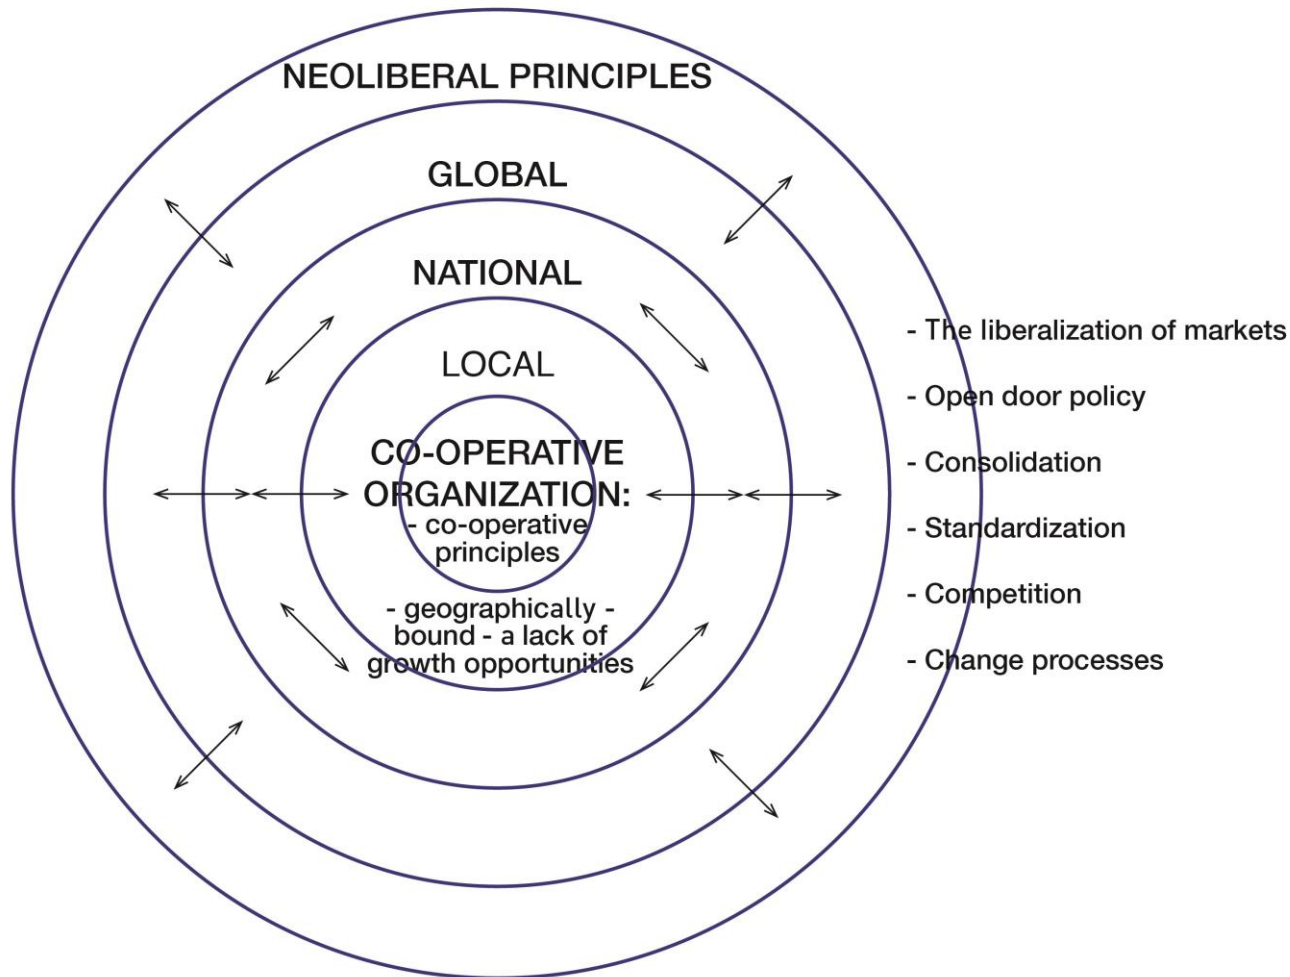 NEOLIBERAL PRINCIPLES
GLOBAL
NATIONAL
LOCAL
CO-OPERATIVE
ORGANIZATION:
- co-operative
principles
- geographically -
bound - a lack of
growth opportunities
- The liberalization of markets
- Open door policy
- Consolidation
- Standardization
- Competition
- Change processes